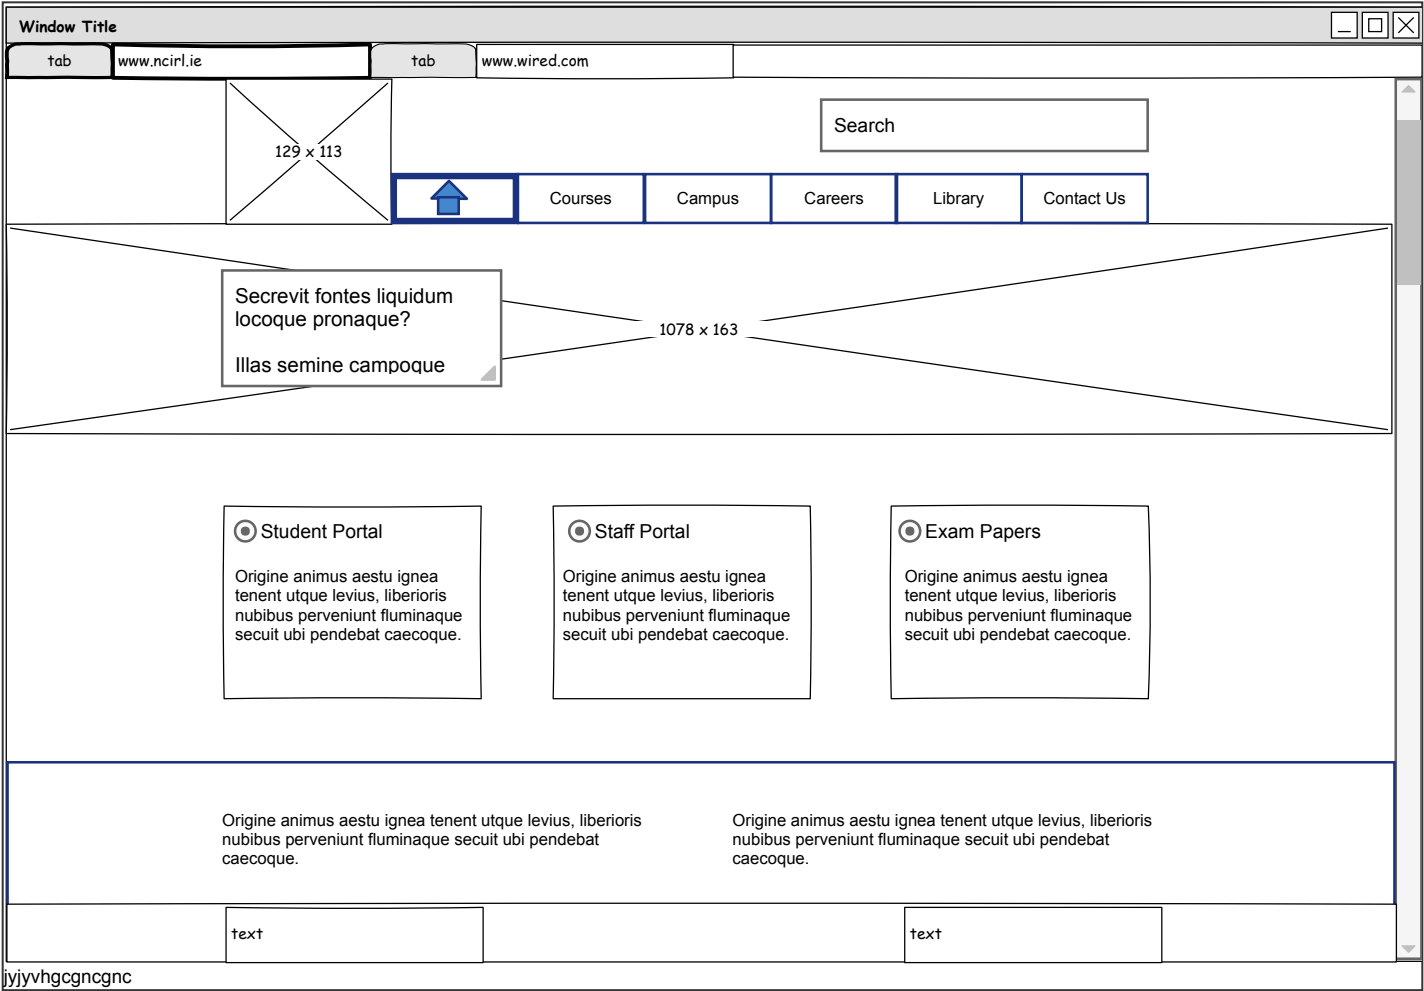 Window Title
tab
www.ncirl.ie
tab
www.wired.com
129 x 113
Search
Courses
Campus
Careers
Library
Contact Us
1078 x 163
Secrevit fontes liquidum
locoque pronaque?
Illas semine campoque
Student Portal
Origine animus aestu ignea
tenent utque levius, liberioris
nubibus perveniunt fluminaque
secuit ubi pendebat caecoque.
Staff Portal
Origine animus aestu ignea
tenent utque levius, liberioris
nubibus perveniunt fluminaque
secuit ubi pendebat caecoque.
Exam Papers
Origine animus aestu ignea
tenent utque levius, liberioris
nubibus perveniunt fluminaque
secuit ubi pendebat caecoque.
Origine animus aestu ignea tenent utque levius, liberioris
nubibus perveniunt fluminaque secuit ubi pendebat
caecoque.
Origine animus aestu ignea tenent utque levius, liberioris
nubibus perveniunt fluminaque secuit ubi pendebat
caecoque.
text
text
jyjyvhgcgncgnc